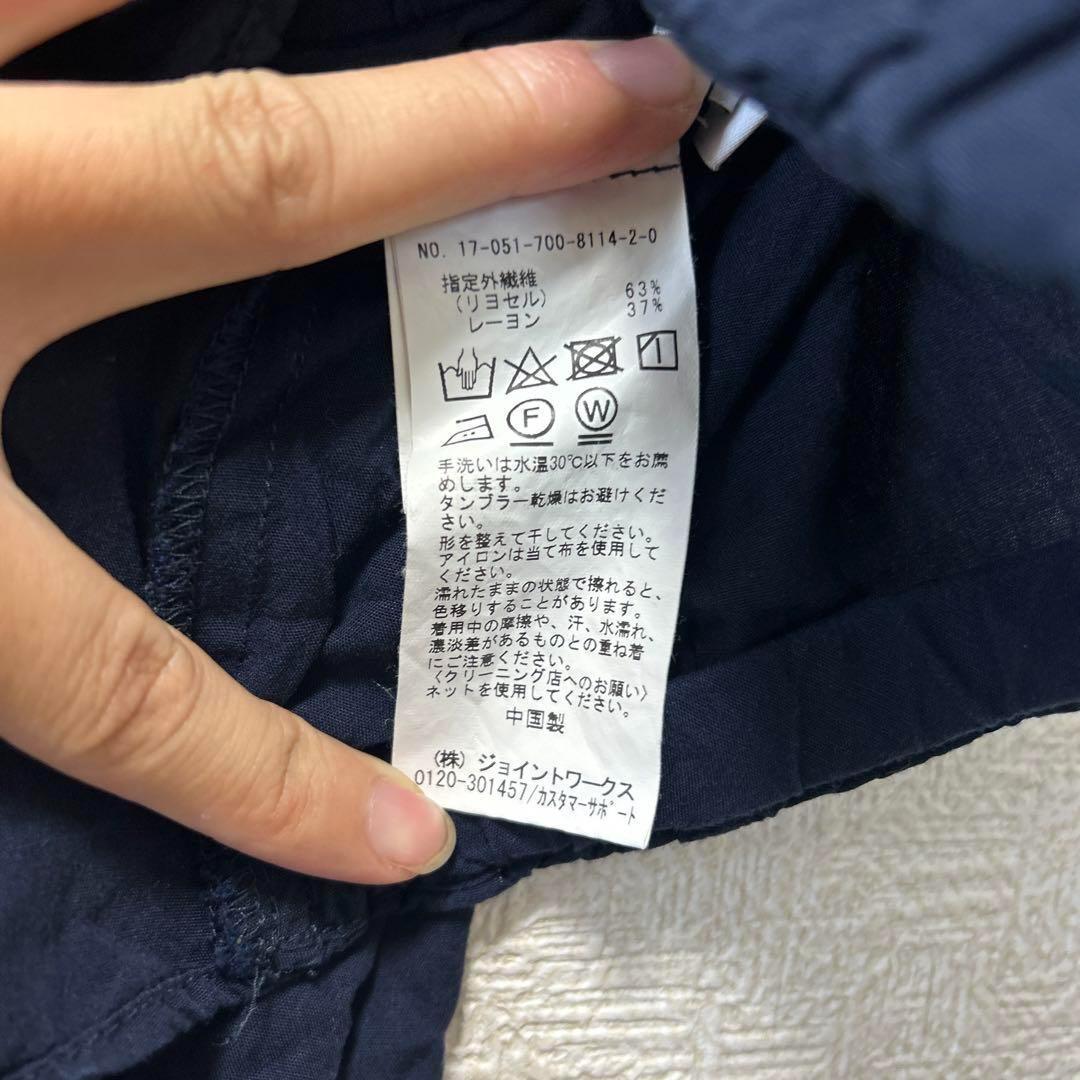 NO. 17-051-700-8114-2-0
指定外繊維
(リヨセル) 63%
レーヨン 37%
F W
手洗いは水温30℃以下をお薦
めします。
タンブラー乾燥はお避けくだ
さい。
形を整えて干してください。
アイロンは当て布を使用して
ください。
濡れたままの状態で擦れると、
色移りすることがあります。
着用中の摩擦や、汗、水濡れ、
濃淡差があるものとの重ね着
にご注意ください。
〈クリーニング店へのお願い〉
ネットを使用してください。
中国製
(株) ジョイントワークス
0120-301457/カスタマーサポート